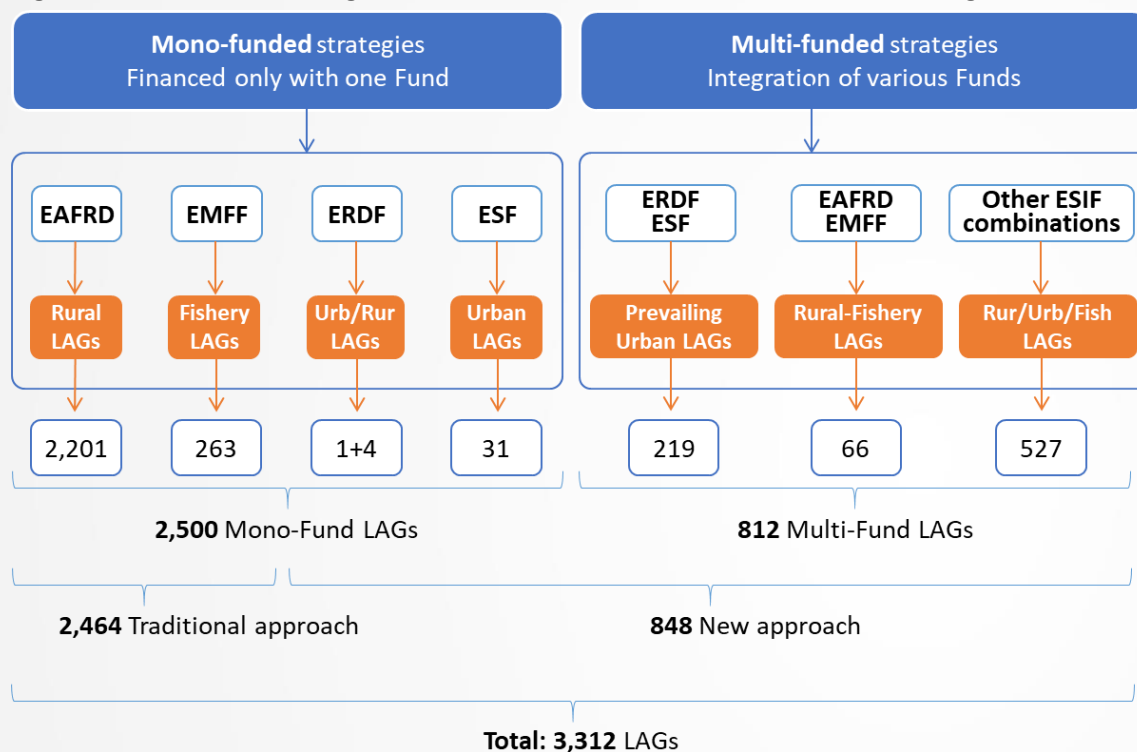 Mono-funded strategies
Financed only with one Fund
Multi-funded strategies
Integration of various Funds
EAFRD
EMFF
ERDF
ESF
ERDF
ESF
EAFRD
EMFF
Other ESIF
combinations
Rural
LAGs
Fishery
LAGs
Urb/Rur
LAGs
Urban
LAGs
Prevailing
Urban LAGs
Rural-Fishery
LAGs
Rur/Urb/Fish
LAGs
2,201
263
1+4
31
219
66
527
2,500 Mono-Fund LAGs
812 Multi-Fund LAGs
2,464 Traditional approach
848 New approach
Total: 3,312 LAGs